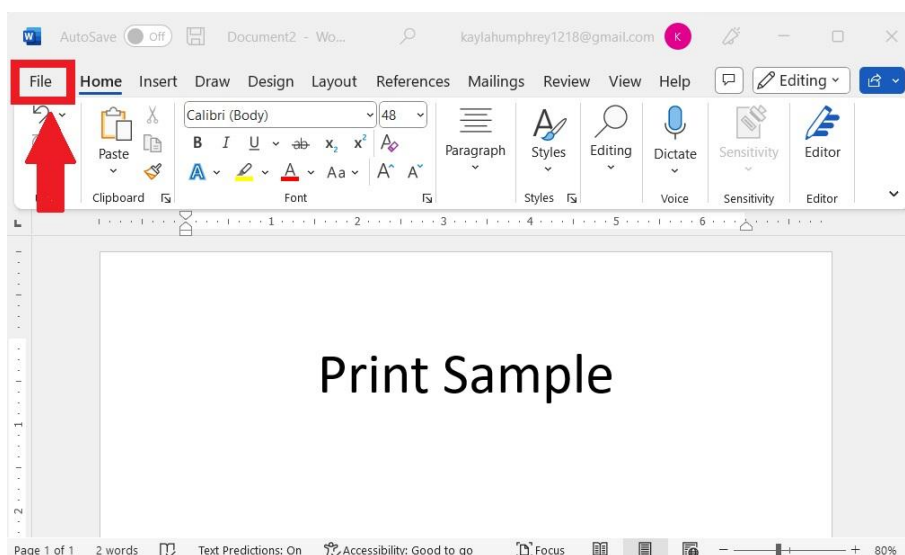 W AutoSave Off Document2 - Wo... kaylahumphrey1218@gmail.com K
File Home Insert Draw Design Layout References Mailings Review View Help Editing
Calibri (Body) 48
B I U ab x₂ x² A
A A Aa A^ Aˇ
Paste Paragraph Styles Editing Dictate Sensitivity Editor
Clipboard Font Styles Voice Sensitivity Editor
1 2 3 4 5 6
Print Sample
1
2
Page 1 of 1 2 words Text Predictions: On Accessibility: Good to go Focus 80%